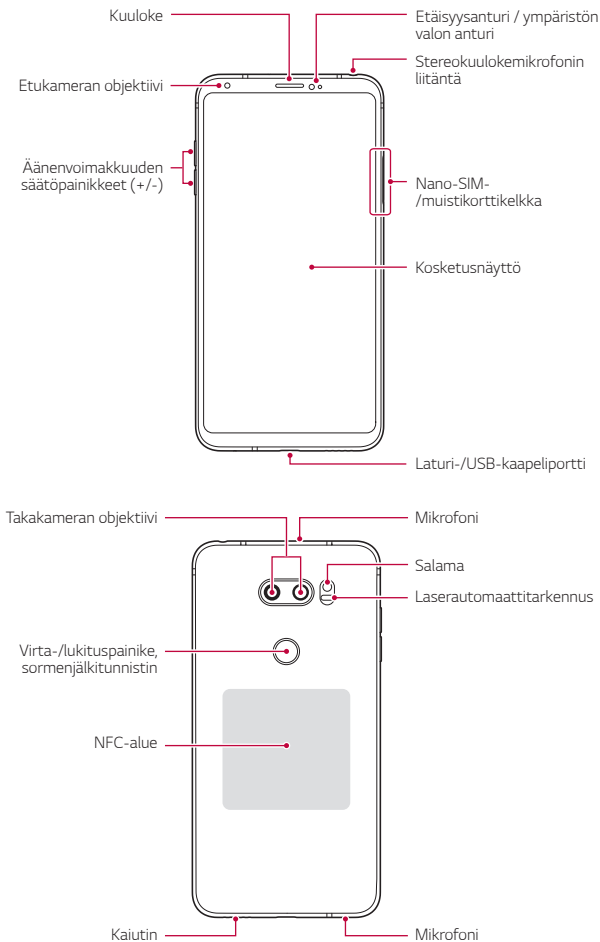 Kuuloke
Etäisyysanturi / ympäristön
valon anturi
Stereokuulokemikrofonin
liitäntä
Etukameran objektiivi
Äänenvoimakkuuden
säätöpainikkeet (+/-)
Nano-SIM-
/muistikorttikelkka
Kosketusnäyttö
Laturi-/USB-kaapeliportti
Takakameran objektiivi
Mikrofoni
Salama
Laserautomaattitarkennus
Virta-/lukituspainike,
sormenjälkitunnistin
NFC-alue
Kaiutin
Mikrofoni